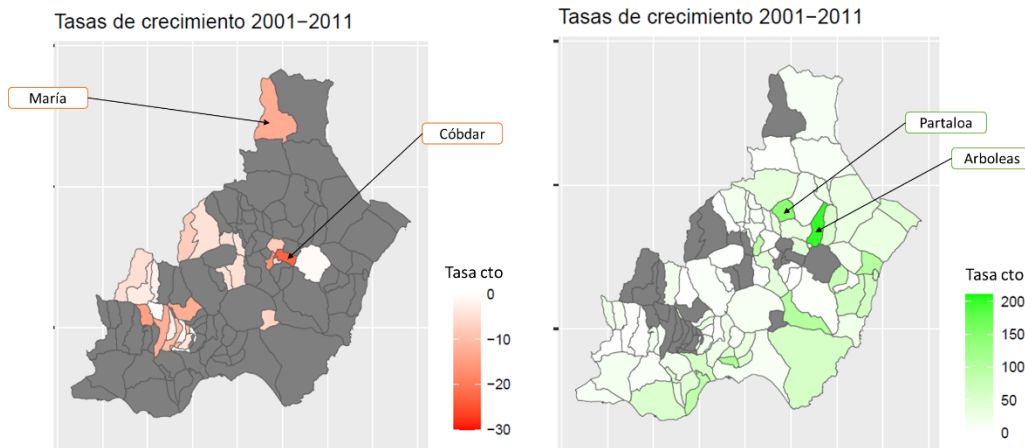 Tasas de crecimiento 2001−2011
María
Cóbdar
Tasa cto
0
−10
−20
−30
Tasas de crecimiento 2001−2011
Partaloa
Arboleas
Tasa cto
200
150
100
50
0